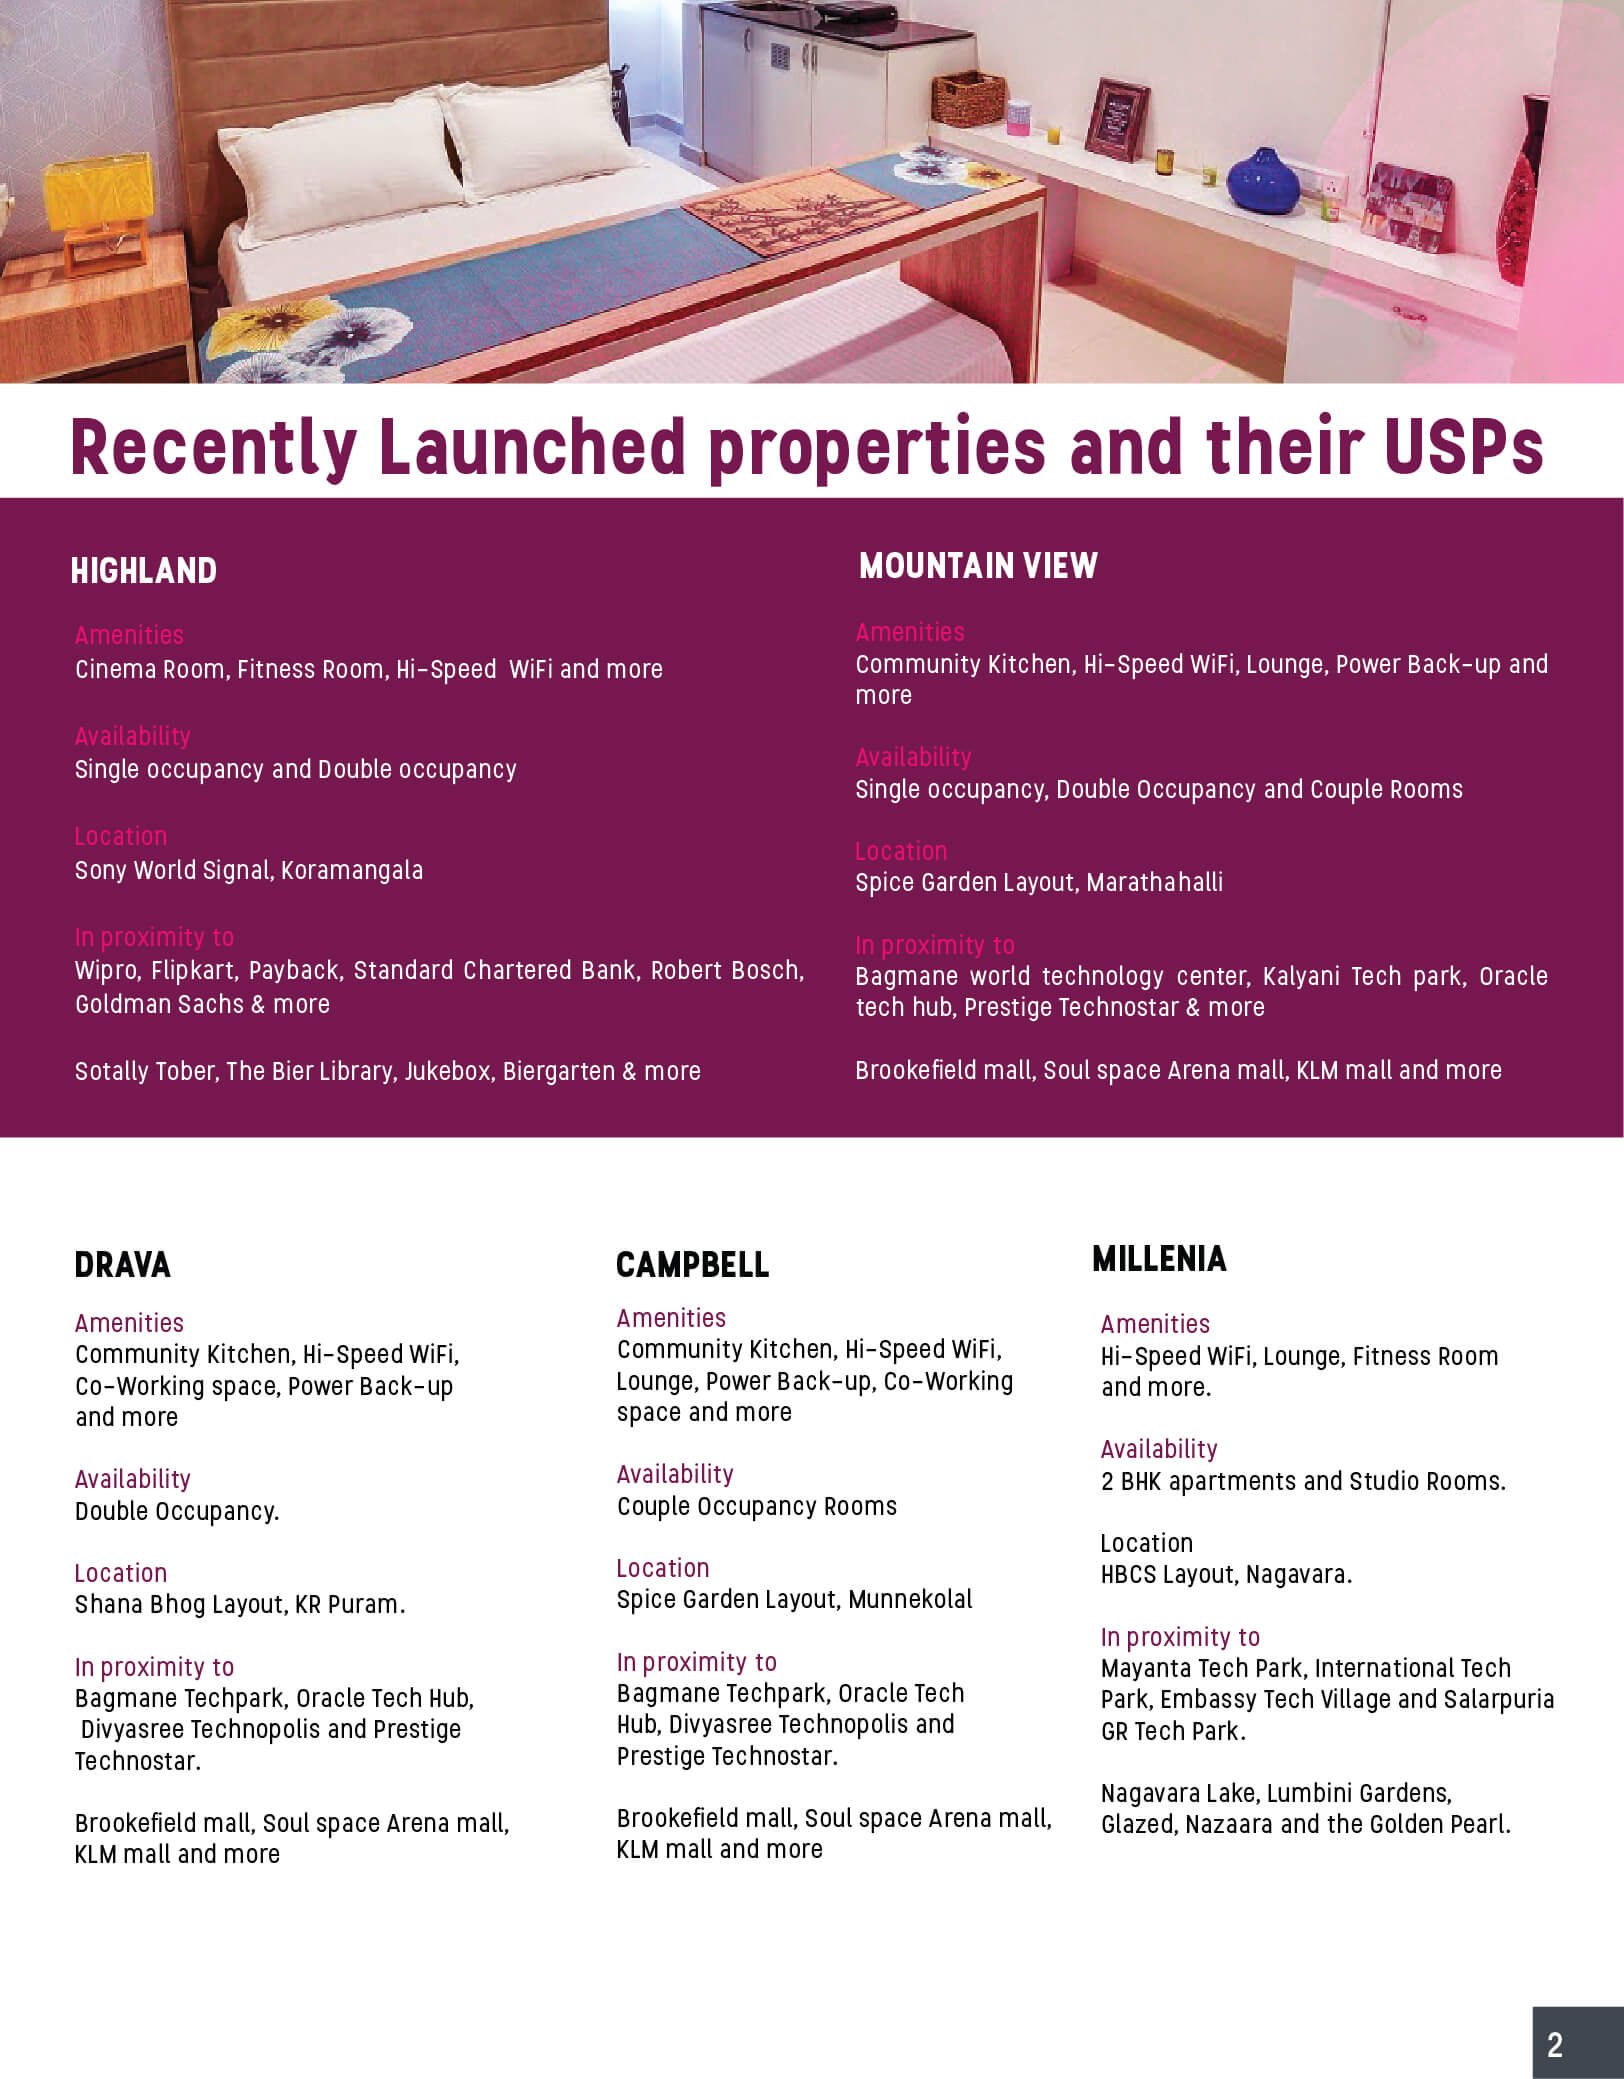 Recently Launched properties and their USPs
HIGHLAND
Amenities
Cinema Room, Fitness Room, Hi-Speed WiFi and more
Availability
Single occupancy and Double occupancy
Location
Sony World Signal, Koramangala
In proximity to
Wipro, Flipkart, Payback, Standard Chartered Bank, Robert Bosch,
Goldman Sachs & more
Sotally Tober, The Bier Library, Jukebox, Biergarten & more
MOUNTAIN VIEW
Amenities
Community Kitchen, Hi-Speed WiFi, Lounge, Power Back-up and
more
Availability
Single occupancy, Double Occupancy and Couple Rooms
Location
Spice Garden Layout, Marathahalli
In proximity to
Bagmane world technology center, Kalyani Tech park, Oracle
tech hub, Prestige Technostar & more
Brookefield mall, Soul space Arena mall, KLM mall and more
DRAVA
Amenities
Community Kitchen, Hi-Speed WiFi,
Co-Working space, Power Back-up
and more
Availability
Double Occupancy.
Location
Shana Bhog Layout, KR Puram.
In proximity to
Bagmane Techpark, Oracle Tech Hub,
Divyasree Technopolis and Prestige
Technostar.
Brookefield mall, Soul space Arena mall,
KLM mall and more
CAMPBELL
Amenities
Community Kitchen, Hi-Speed WiFi,
Lounge, Power Back-up, Co-Working
space and more
Availability
Couple Occupancy Rooms
Location
Spice Garden Layout, Munnekolal
In proximity to
Bagmane Techpark, Oracle Tech
Hub, Divyasree Technopolis and
Prestige Technostar.
Brookefield mall, Soul space Arena mall,
KLM mall and more
MILLENIA
Amenities
Hi-Speed WiFi, Lounge, Fitness Room
and more.
Availability
2 BHK apartments and Studio Rooms.
Location
HBCS Layout, Nagavara.
In proximity to
Mayanta Tech Park, International Tech
Park, Embassy Tech Village and Salarpuria
GR Tech Park.
Nagavara Lake, Lumbini Gardens,
Glazed, Nazaara and the Golden Pearl.
2